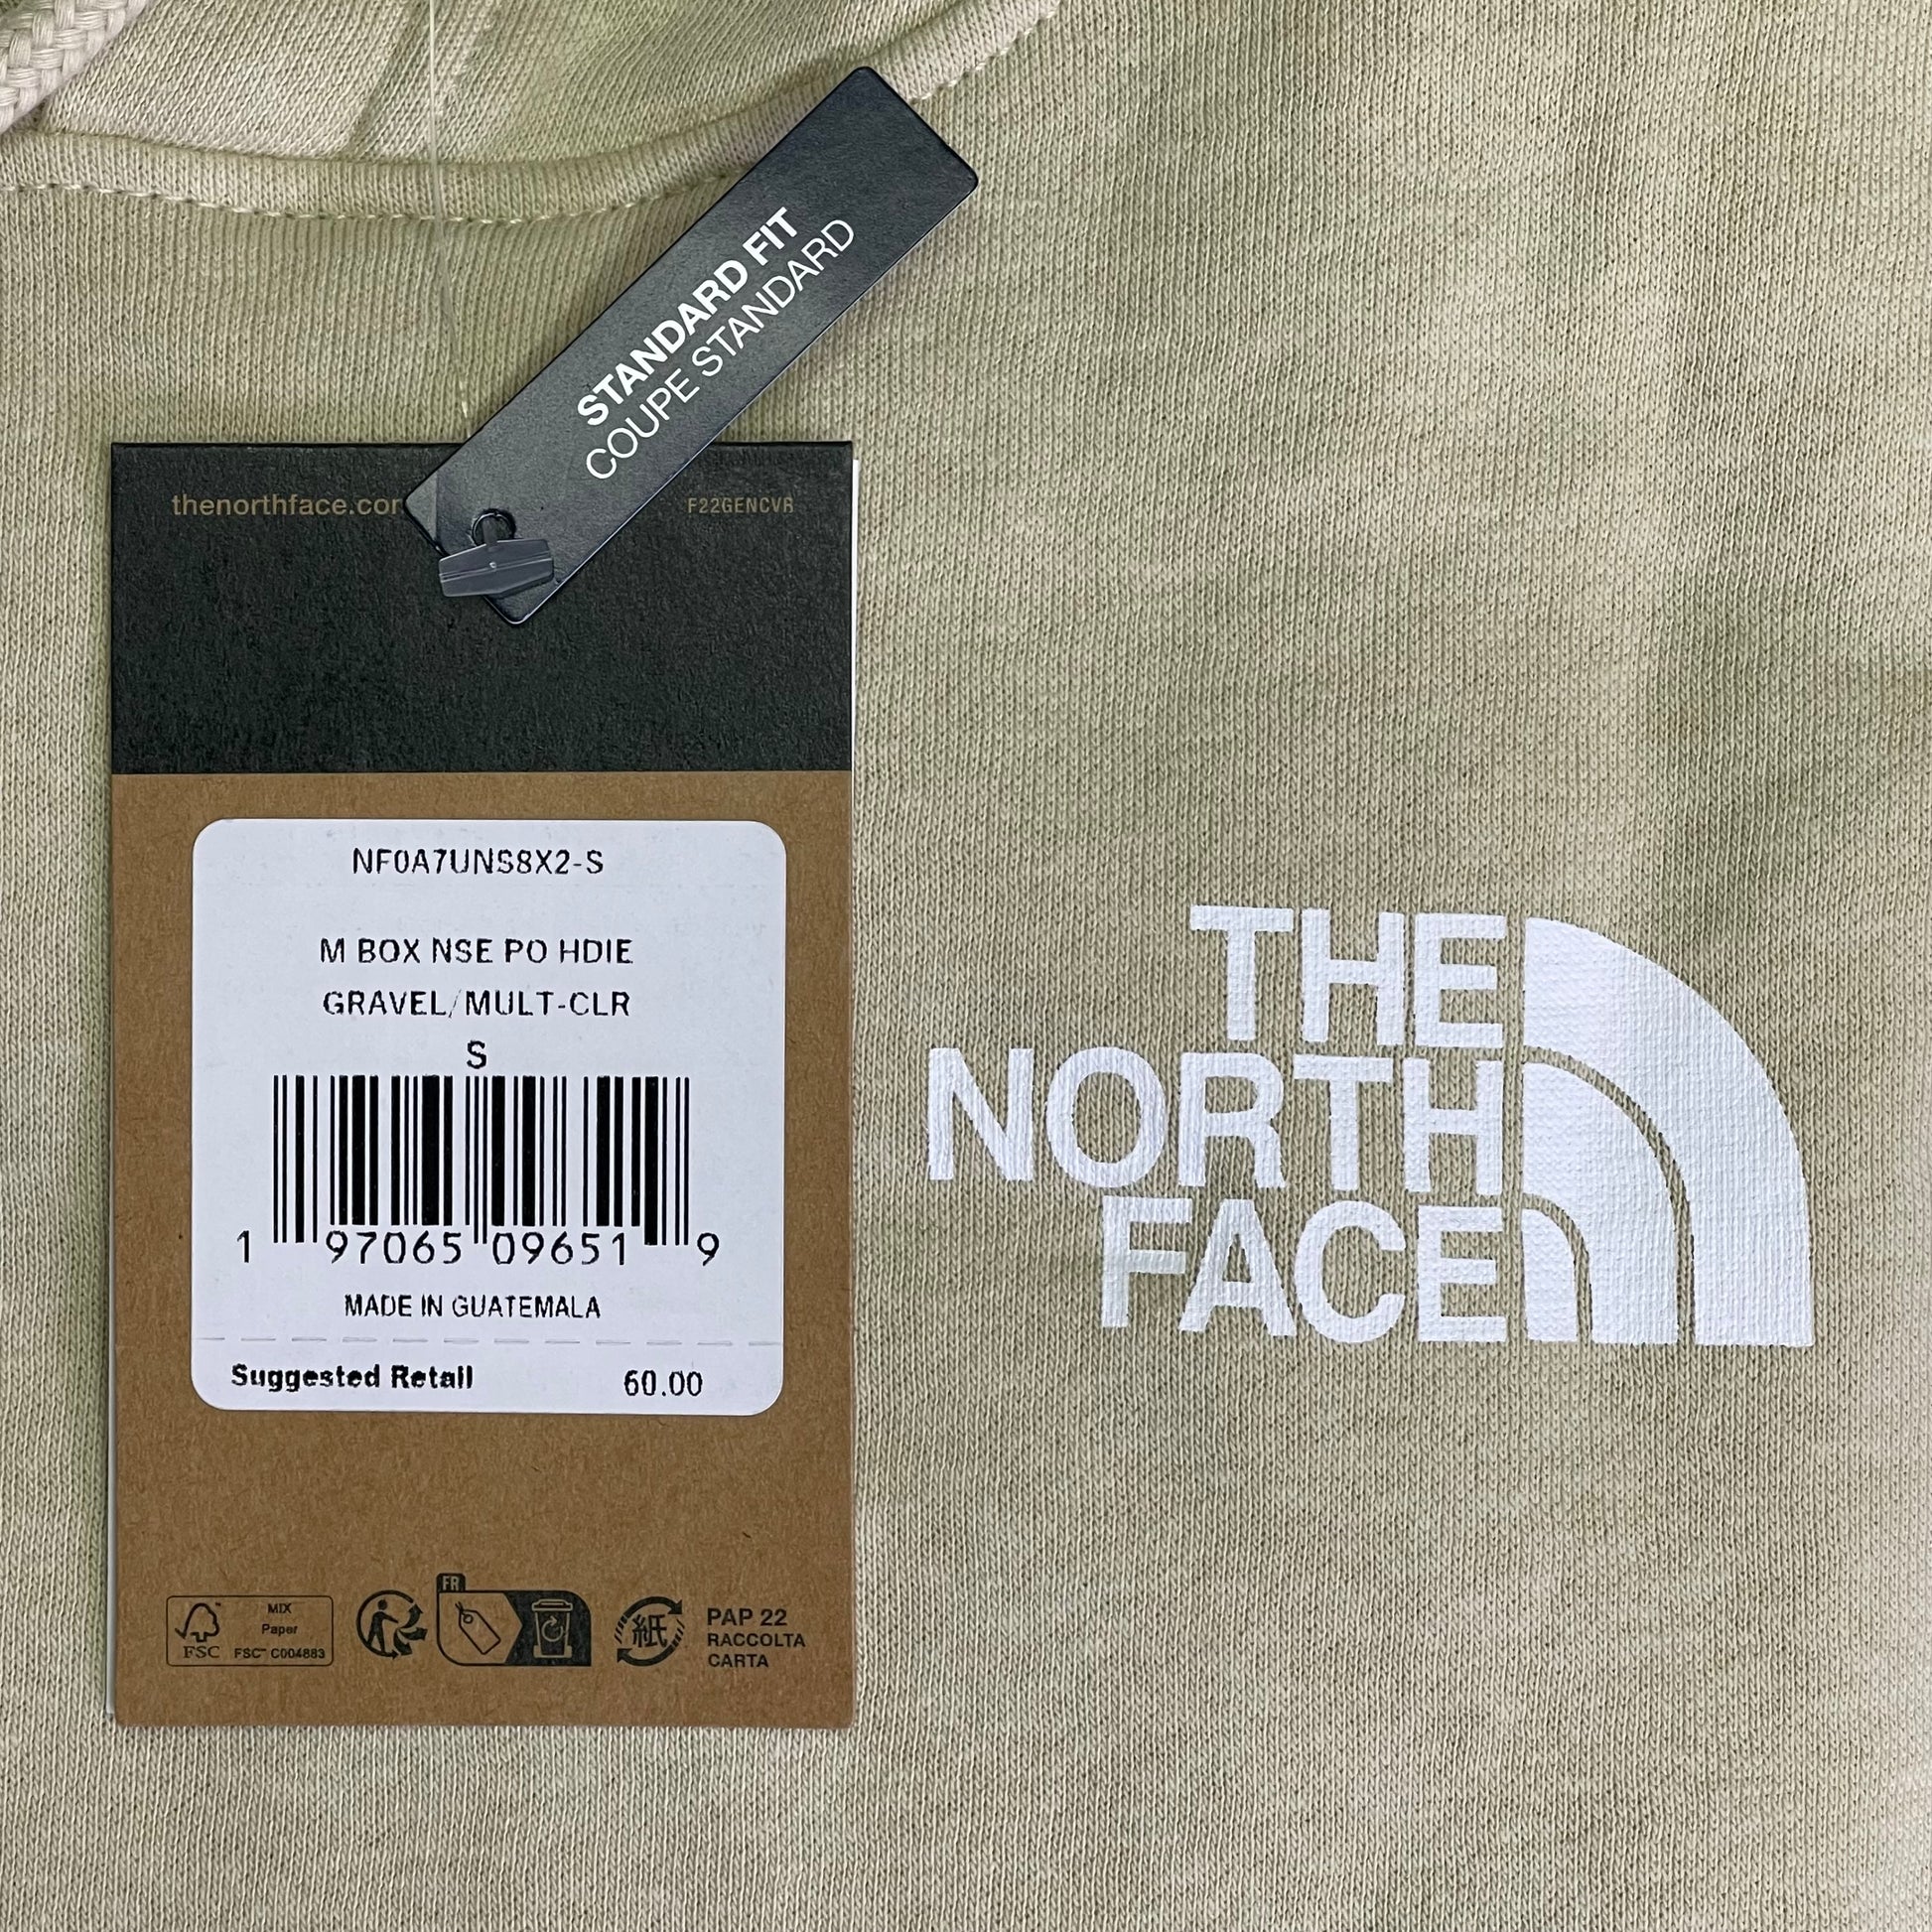 STANDARD FIT
COUPE STANDARD
thenorthface.com
F22GENCVR
NF0A7UNS8X2-S
M BOX NSE PO HDIE
GRAVEL/MULT-CLR
S
1 97065 09651 9
MADE IN GUATEMALA
Suggested Retail 60.00
FSC
MIX
Paper
FSC™ C004883
FR
紙
PAP 22
RACCOLTA
CARTA
THE
NORTH
FACE